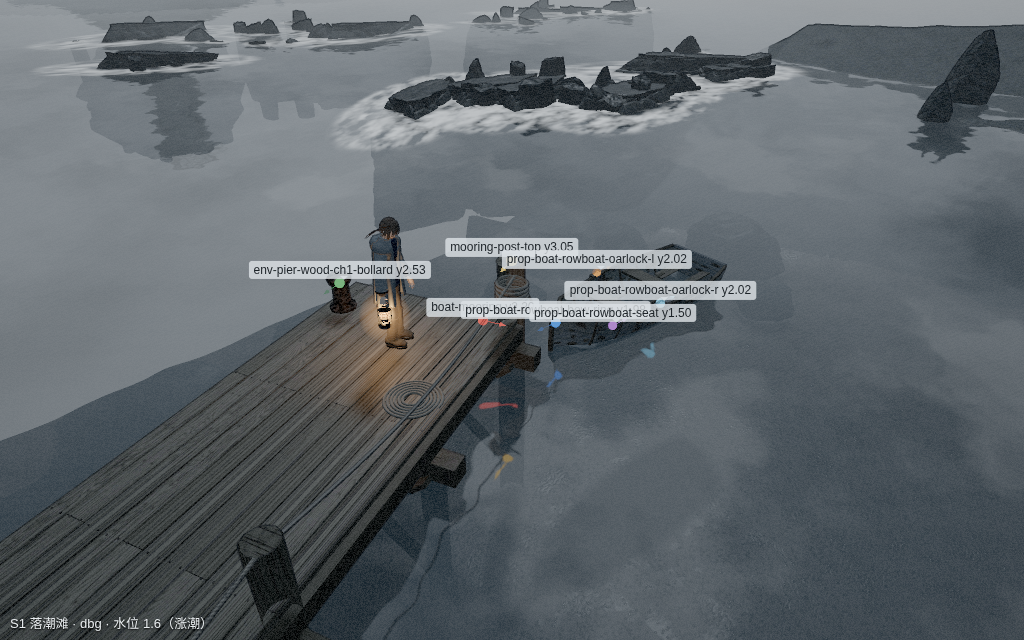 mooring-post-top y3.05
prop-boat-rowboat-oarlock-l y2.02
env-pier-wood-ch1-bollard y2.53
prop-boat-rowboat-oarlock-r y2.02
prop-boat-rowboat-seat y1.50
S1 落潮滩 · dbg · 水位 1.6（涨潮）